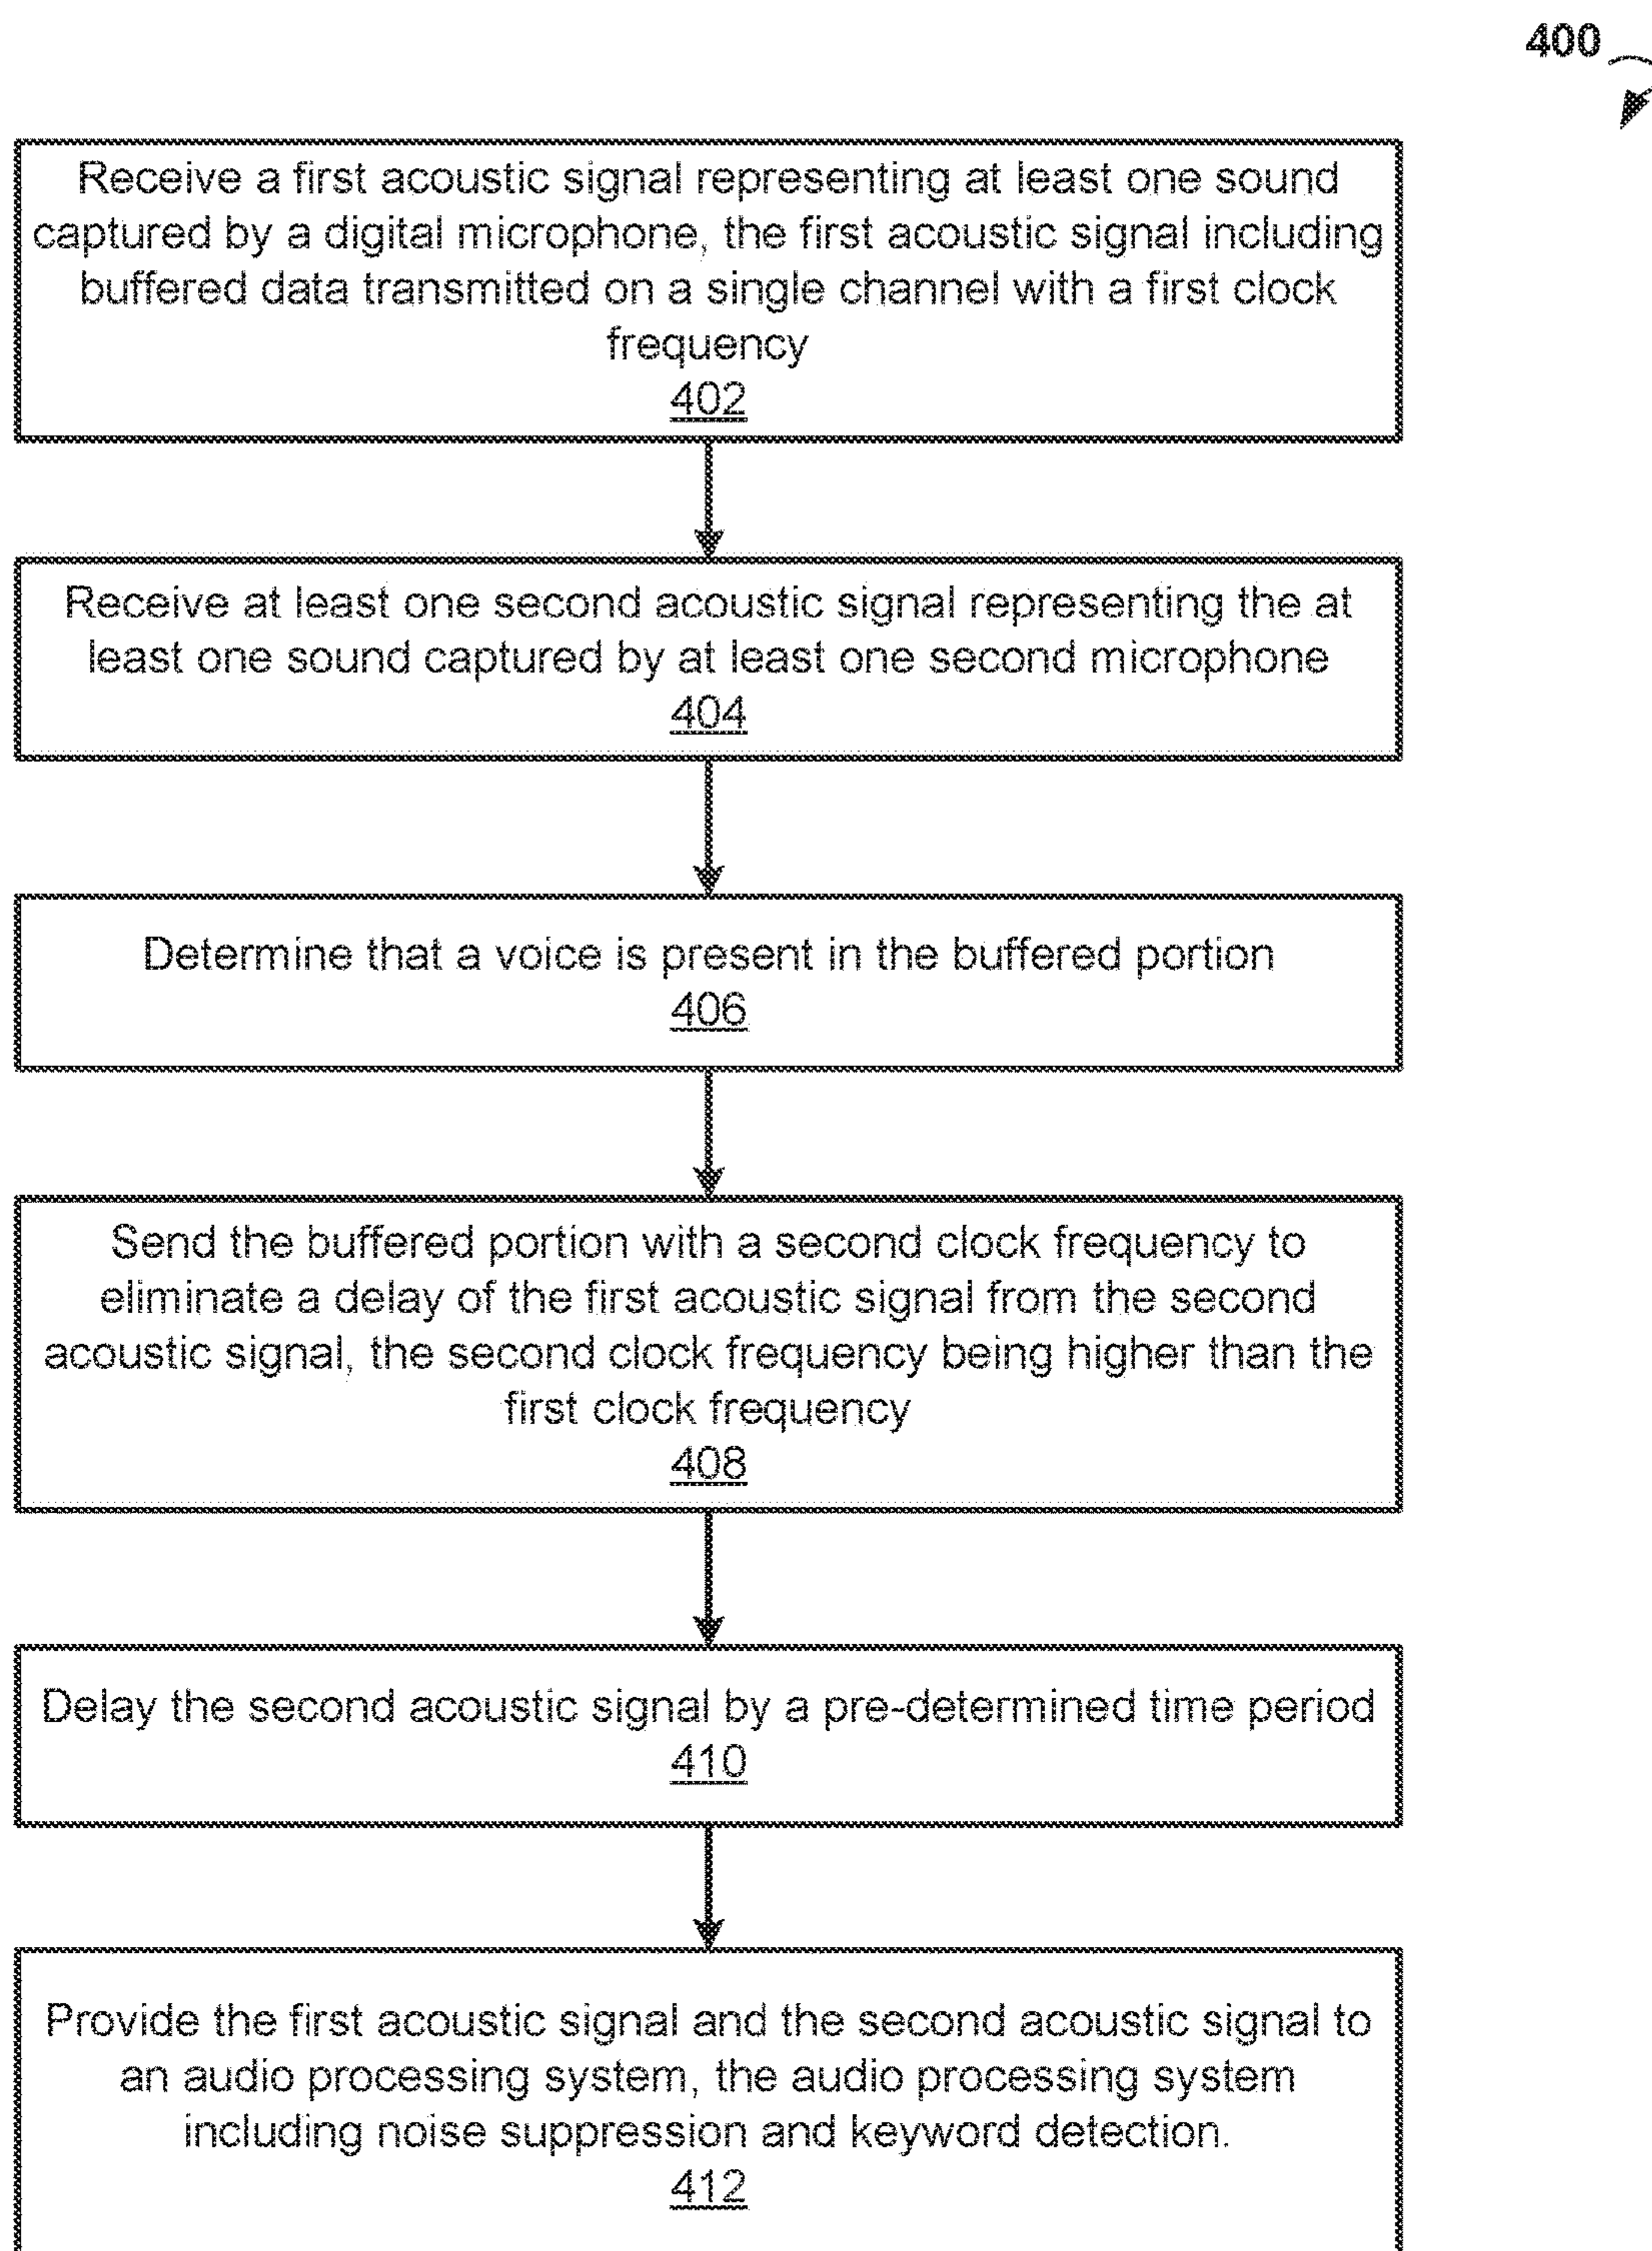 400
Receive a first acoustic signal representing at least one sound
captured by a digital microphone, the first acoustic signal including
buffered data transmitted on a single channel with a first clock
frequency
402
Receive at least one second acoustic signal representing the at
least one sound captured by at least one second microphone
404
Determine that a voice is present in the buffered portion
406
Send the buffered portion with a second clock frequency to
eliminate a delay of the first acoustic signal from the second
acoustic signal, the second clock frequency being higher than the
first clock frequency
408
Delay the second acoustic signal by a pre-determined time period
410
Provide the first acoustic signal and the second acoustic signal to
an audio processing system, the audio processing system
including noise suppression and keyword detection.
412